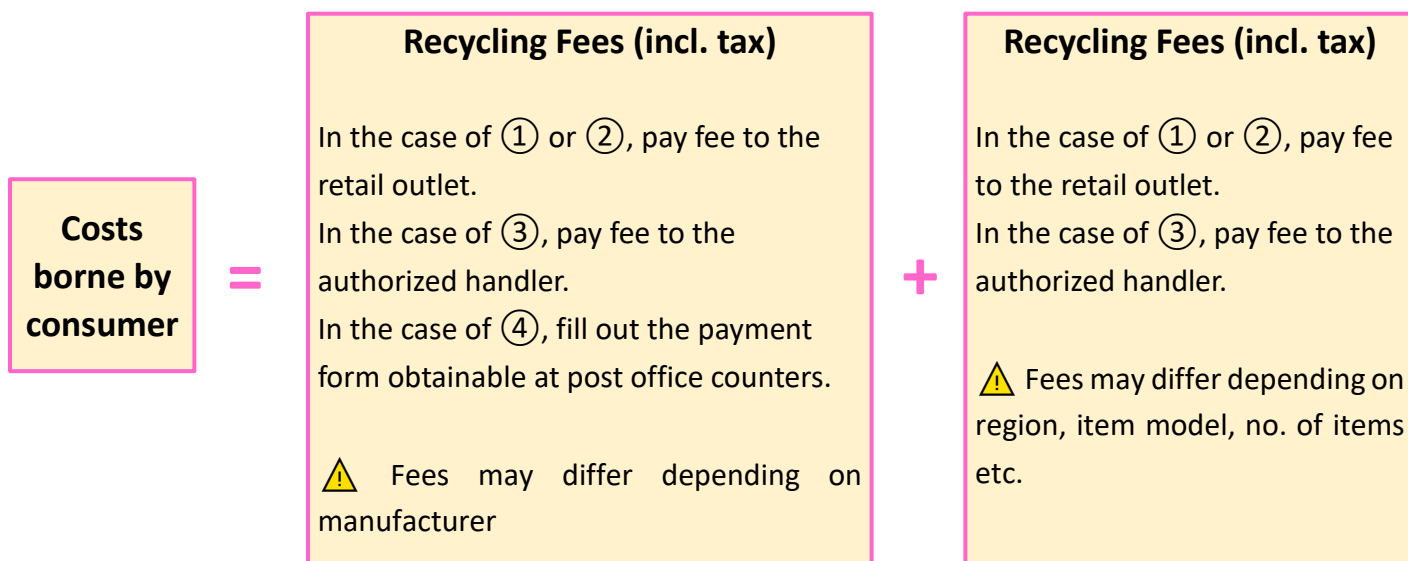 Costs
borne by
consumer
=
Recycling Fees (incl. tax)
In the case of ① or ②, pay fee to the
retail outlet.
In the case of ③, pay fee to the
authorized handler.
In the case of ④, fill out the payment
form obtainable at post office counters.
⚠ Fees may differ depending on
manufacturer
+
Recycling Fees (incl. tax)
In the case of ① or ②, pay fee
to the retail outlet.
In the case of ③, pay fee to the
authorized handler.
⚠ Fees may differ depending on
region, item model, no. of items
etc.